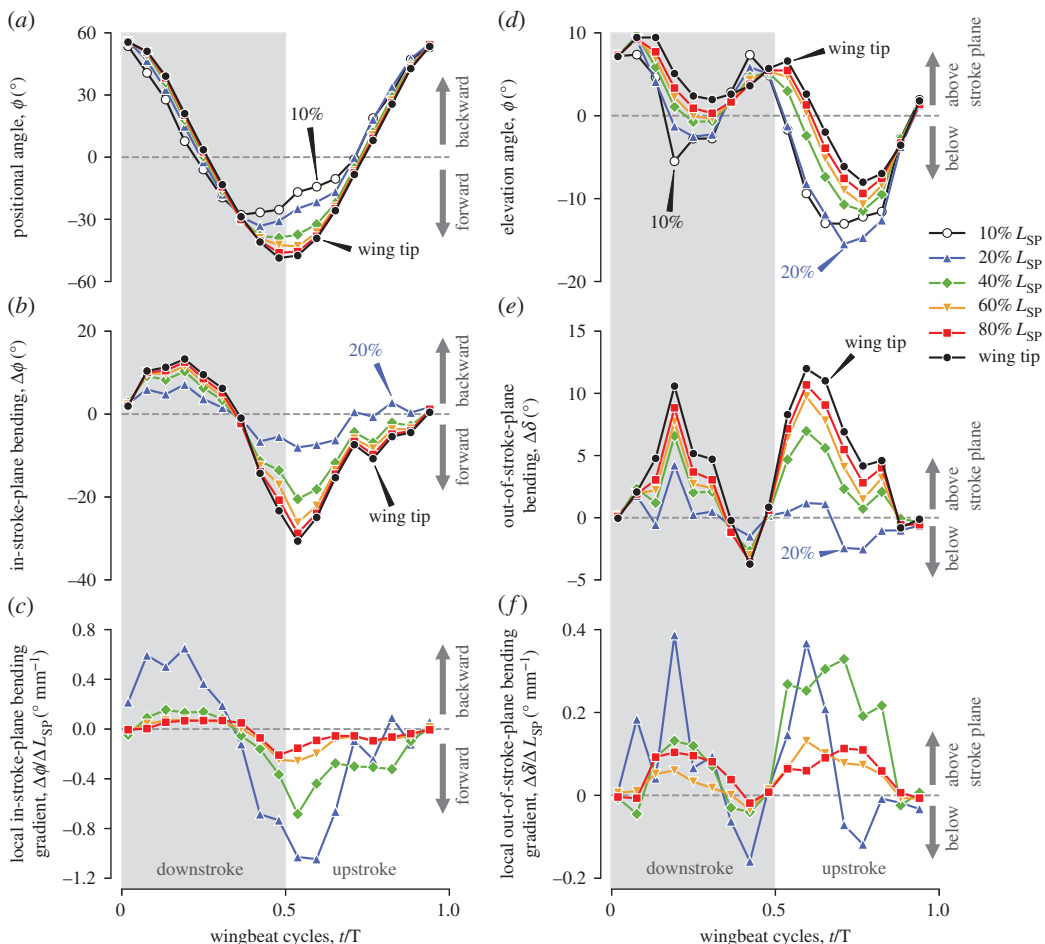 (a)
60
30
0
–30
–60
positional angle, ϕ (°)
10%
wing tip
backward
forward
(b)
20
0
–20
–40
in-stroke-plane bending, Δϕ (°)
20%
wing tip
backward
forward
(c)
0.8
0.4
0.0
–0.4
–0.8
–1.2
local in-stroke-plane bending
gradient, Δϕ/ΔL_SP (° mm⁻¹)
backward
forward
downstroke
upstroke
0
0.5
1.0
wingbeat cycles, t/T
(d)
10
0
–10
–20
elevation angle, ϕ (°)
wing tip
10%
20%
above
stroke plane
below
10% L_SP
20% L_SP
40% L_SP
60% L_SP
80% L_SP
wing tip
(e)
15
10
5
0
–5
out-of-stroke-plane
bending, Δδ (°)
wing tip
20%
above
stroke plane
below
(f)
0.4
0.2
0
–0.2
local out-of-stroke-plane bending
gradient, Δδ/ΔL_SP (° mm⁻¹)
above
stroke plane
below
downstroke
upstroke
0
0.5
1.0
wingbeat cycles, t/T